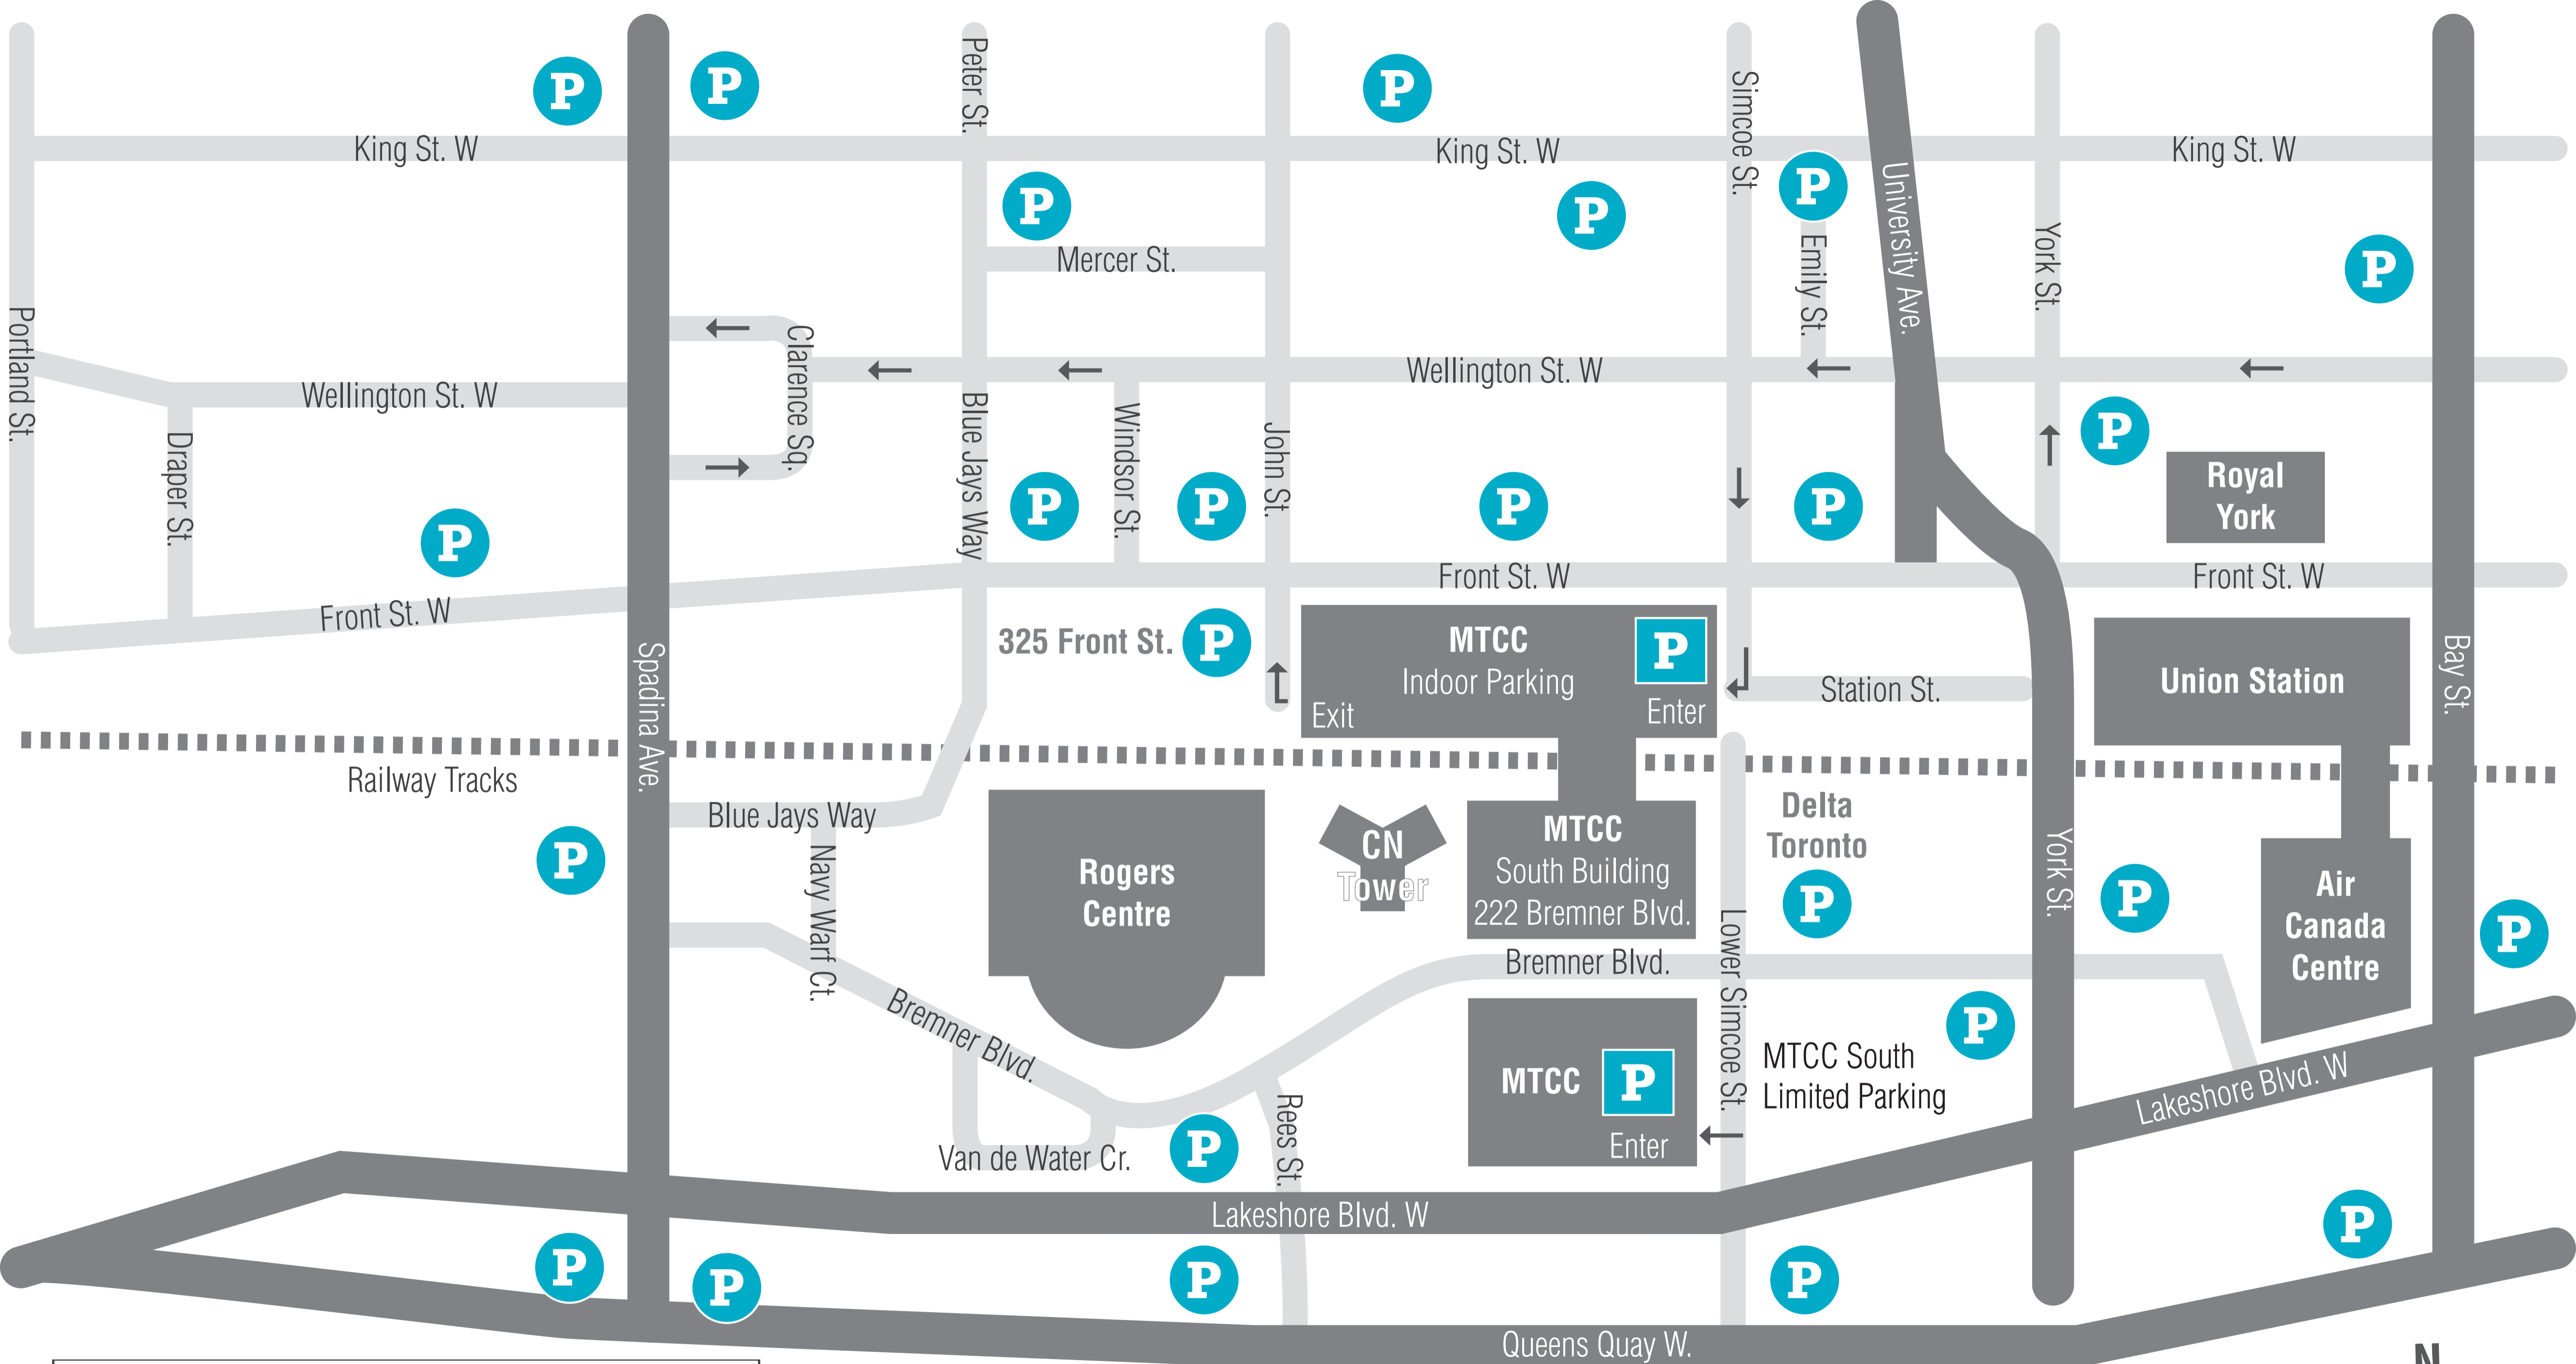 P
P
Peter St.
P
Simcoe St.
King St. W
King St. W
King St. W
P
P
P
University Ave.
Emily St.
York St.
P
Mercer St.
Portland St.
Clarence Sq.
Wellington St. W
Wellington St. W
Draper St.
Blue Jays Way
Windsor St.
John St.
P
P
P
P
P
P
Royal
York
Front St. W
Front St. W
Front St. W
325 Front St.
P
MTCC
Indoor Parking
P
Exit
Enter
Station St.
Union Station
Bay St.
Spadina Ave.
Railway Tracks
Blue Jays Way
Navy Warf Ct.
P
Rogers
Centre
CN
Tower
MTCC
South Building
222 Bremner Blvd.
Delta
Toronto
P
York St.
P
Air
Canada
Centre
P
Bremner Blvd.
Bremner Blvd.
Lower Simcoe St.
P
MTCC
P
Enter
MTCC South
Limited Parking
Lakeshore Blvd. W
Van de Water Cr.
P
Rees St.
Lakeshore Blvd. W
P
P
P
P
P
Queens Quay W.
N